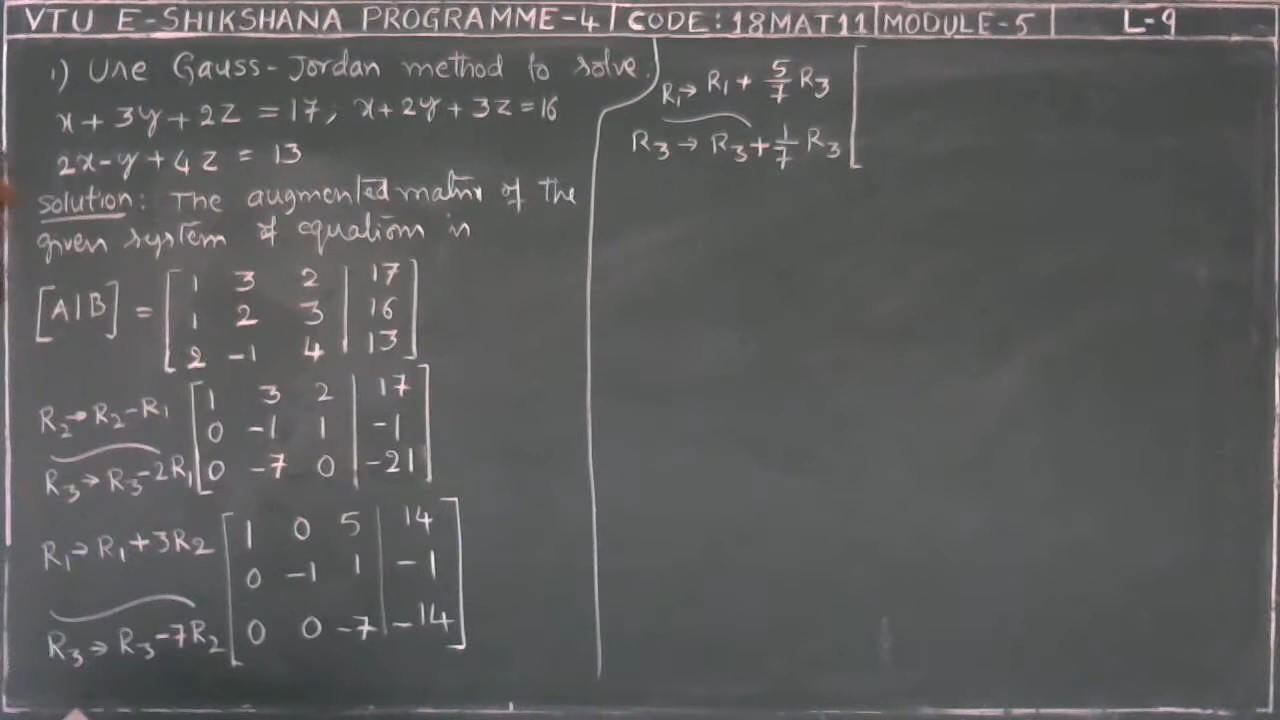 VTU E-SHIKSHANA PROGRAMME-4 | CODE: 18MAT11 | MODULE-5 | L-9
1) Use Gauss-Jordan method to solve.
x + 3y + 2z = 17; x + 2y + 3z = 16
2x - y + 4z = 13
solution: The augmented matrix of the
given system of equation is
[A|B] = [1 3 2 | 17]
[1 2 3 | 16]
[2 -1 4 | 13]
R₂→R₂-R₁ [1 3 2 | 17]
[0 -1 1 | -1]
R₃→R₃-2R₁ [0 -7 0 | -21]
R₁→R₁+3R₂ [1 0 5 | 14]
[0 -1 1 | -1]
R₃→R₃-7R₂ [0 0 -7 | -14]
R₁→R₁ + 5/7 R₃ [
R₃→R₃ + 1/7 R₃